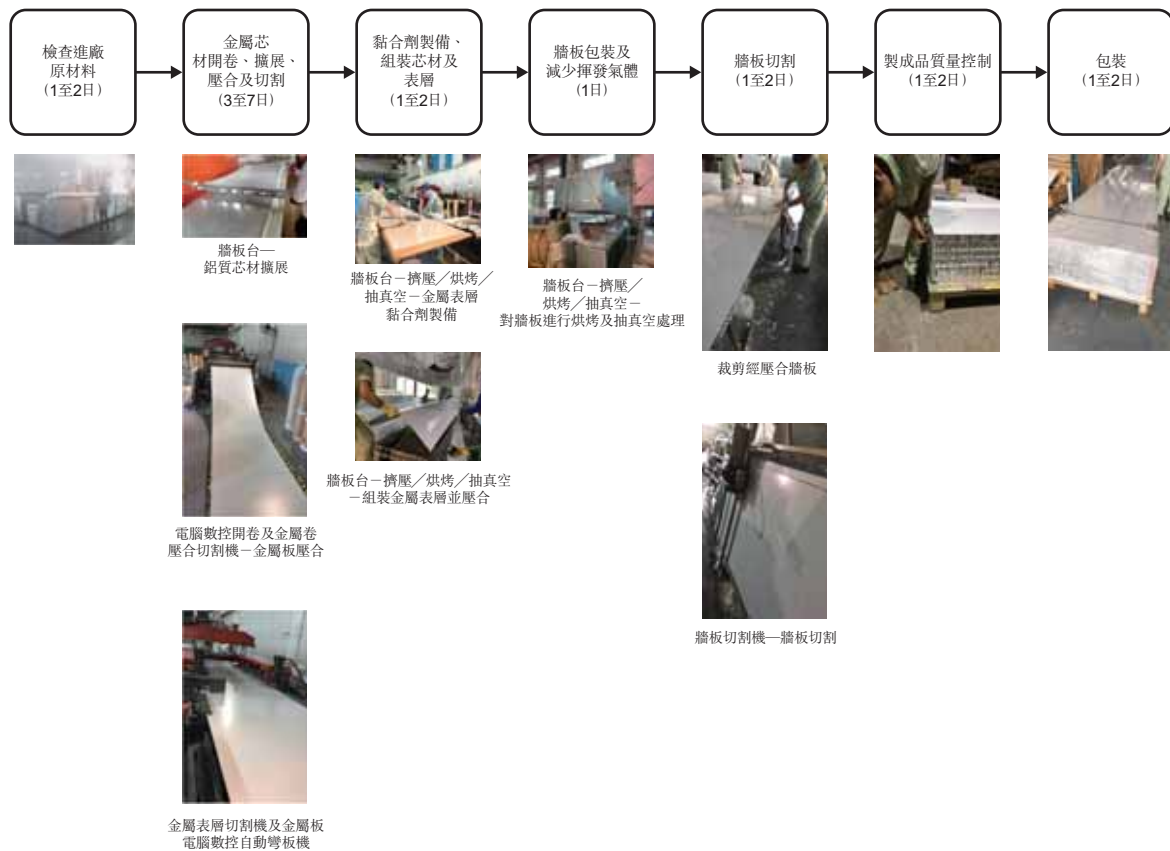 檢查進廠
原材料
（1至2日）
金屬芯
材開卷、擴展、
壓合及切割
（3至7日）
黏合劑製備、
組裝芯材及
表層
（1至2日）
牆板包裝及
減少揮發氣體
（1日）
牆板切割
（1至2日）
製成品質量控制
（1至2日）
包裝
（1至2日）
牆板台—
鋁質芯材擴展
電腦數控開卷及金屬卷
壓合切割機－金屬板壓合
金屬表層切割機及金屬板
電腦數控自動彎板機
牆板台－擠壓／烘烤／
抽真空－金屬表層
黏合劑製備
牆板台－擠壓／烘烤／抽真空
－組裝金屬表層並壓合
牆板台－擠壓／
烘烤／抽真空－
對牆板進行烘烤及抽真空處理
裁剪經壓合牆板
牆板切割機—牆板切割